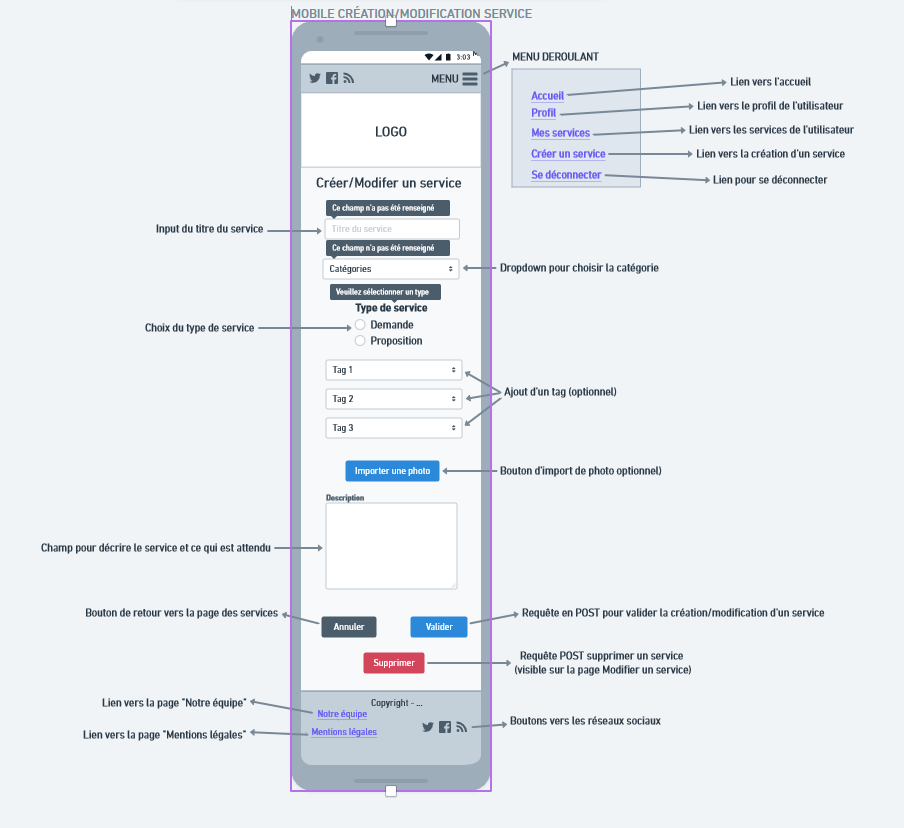 MOBILE CRÉATION/MODIFICATION SERVICE
3:03
MENU
LOGO
MENU DEROULANT
Accueil
Profil
Mes services
Créer un service
Se déconnecter
Lien vers l'accueil
Lien vers le profil de l'utilisateur
Lien vers les services de l'utilisateur
Lien vers la création d'un service
Lien pour se déconnecter
Créer/Modifer un service
Ce champ n'a pas été renseigné
Input du titre du service
Titre du service
Ce champ n'a pas été renseigné
Catégories
Dropdown pour choisir la catégorie
Veuillez sélectionner un type
Type de service
Choix du type de service
Demande
Proposition
Tag 1
Tag 2
Tag 3
Ajout d'un tag (optionnel)
Importer une photo
Bouton d'import de photo optionnel)
Description
Champ pour décrire le service et ce qui est attendu
Bouton de retour vers la page des services
Annuler
Valider
Requête en POST pour valider la création/modification d'un service
Supprimer
Requête POST supprimer un service
(visible sur la page Modifier un service)
Copyright - ...
Lien vers la page "Notre équipe"
Notre équipe
Lien vers la page "Mentions légales"
Mentions légales
Boutons vers les réseaux sociaux